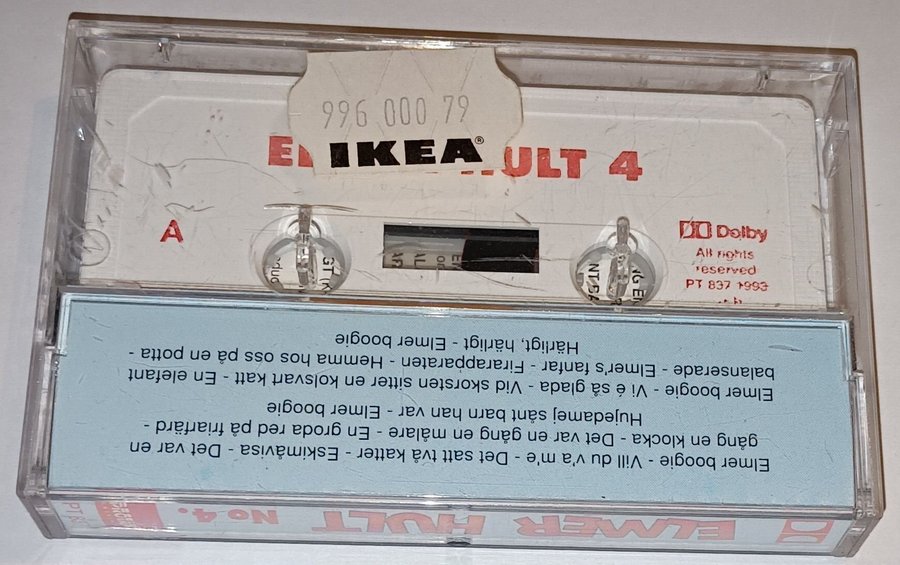 996 000 79
IKEA®
HULT 4
A
Dolby
All rights
reserved
PT 837 1993
Elmer boogie - Vill du v'a m'e - Det satt två katter - Eskimåvisa - Det var en
gång en klocka - Det var en gång en målare - En groda red på friarfärd -
Hujedamej sånt barn han var - Elmer boogie
Elmer boogie - Vi é så glada - Vid skorsten sitter en kolsvart katt - En elefant
balanserade - Elmer's fanfar - Firarapparaten - Hemma hos oss på en potta -
Härligt, härligt - Elmer boogie
ELMER HULT No 4.